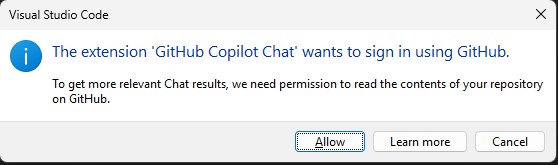 Visual Studio Code
The extension 'GitHub Copilot Chat' wants to sign in using GitHub.
To get more relevant Chat results, we need permission to read the contents of your repository
on GitHub.
Allow
Learn more
Cancel